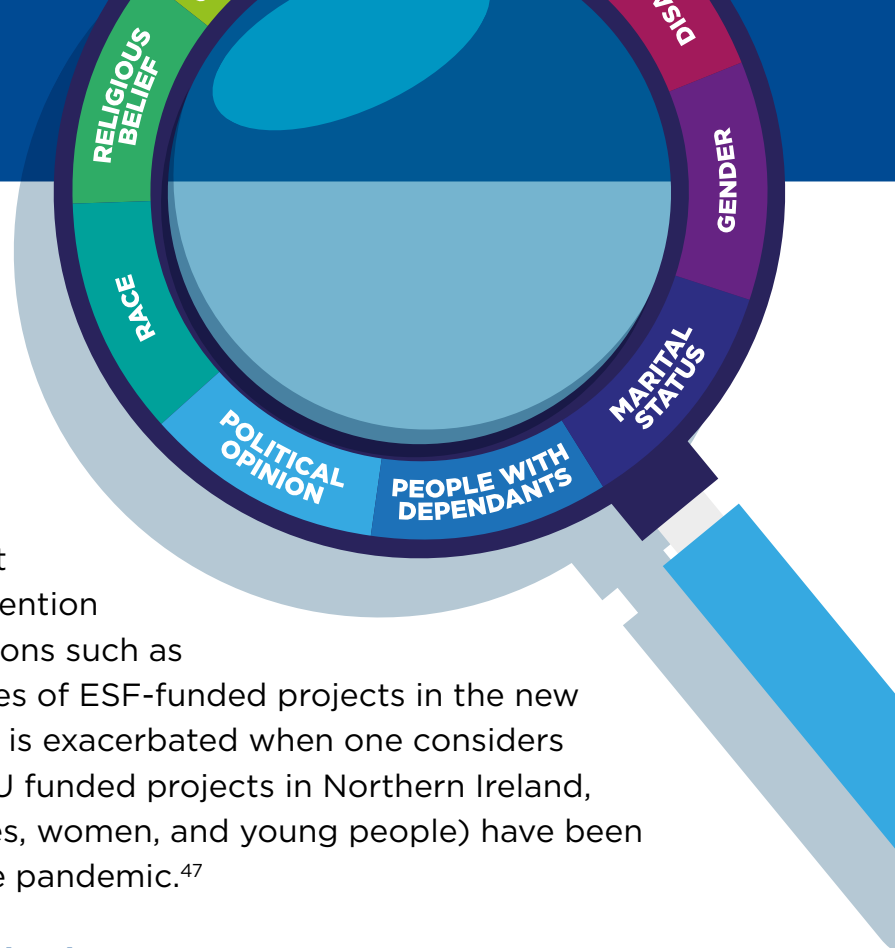 RELIGIOUS
BELIEF
GENDER
RACE
MARITAL
STATUS
POLITICAL
OPINION
PEOPLE WITH
DEPENDANTS
ons such as
es of ESF-funded projects in the new
is exacerbated when one considers
U funded projects in Northern Ireland,
es, women, and young people) have been
e pandemic.47